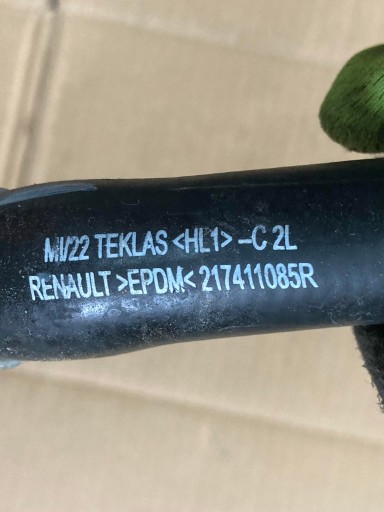 MI/22 TEKLAS <HL1> -C 2L
RENAULT >EPDM< 217411085R